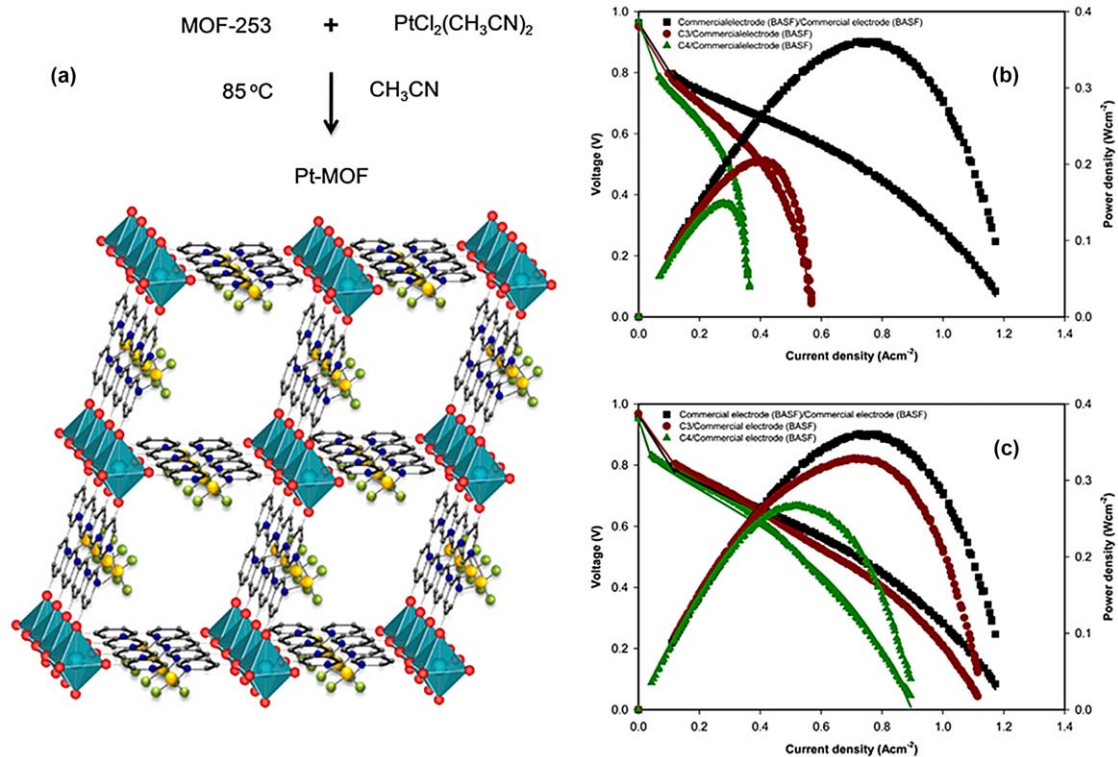 MOF-253 + PtCl2(CH3CN)2
(a)
85 ºC CH3CN
Pt-MOF
Commercialelectrode (BASF)/Commercial electrode (BASF)
C3/Commercialelectrode (BASF)
C4/Commercialelectrode (BASF)
(b)
1.0
0.8
0.6
0.4
0.2
0.0
Voltage (V)
0.4
0.3
0.2
0.1
0.0
Power density (Wcm-2)
0.0 0.2 0.4 0.6 0.8 1.0 1.2 1.4
Current density (Acm-2)
Commercial electrode (BASF)/Commercial electrode (BASF)
C3/Commercial electrode (BASF)
C4/Commercial electrode (BASF)
(c)
1.0
0.8
0.6
0.4
0.2
0.0
Voltage (V)
0.4
0.3
0.2
0.1
0.0
Power density (Wcm-2)
0.0 0.2 0.4 0.6 0.8 1.0 1.2 1.4
Current density (Acm-2)